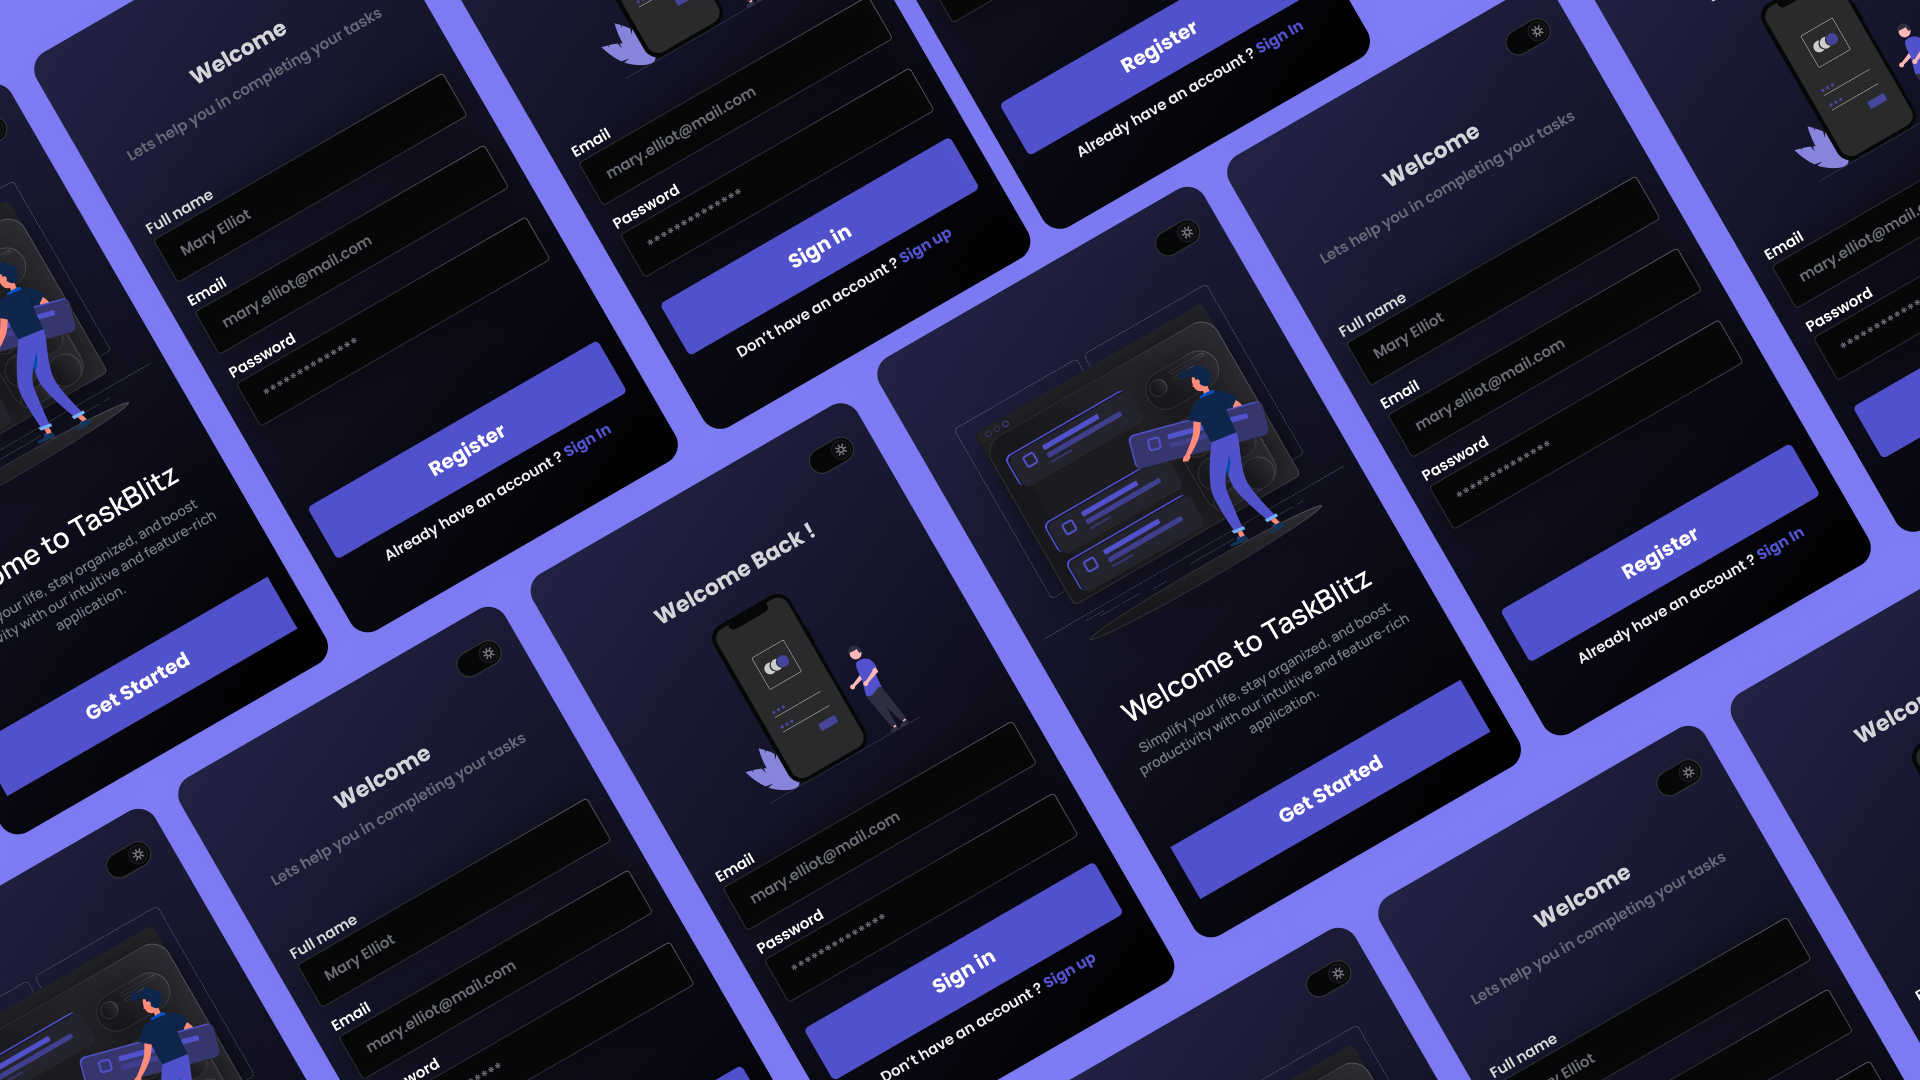 Welcome
Lets help you in completing your tasks
Full name
Mary Elliot
Email
mary.elliot@mail.com
Password
**************
Register
Already have an account ? Sign In
Email
mary.elliot@mail.com
Password
**************
Sign in
Don't have an account ? Sign up
Register
Already have an account ? Sign In
Welcome
Lets help you in completing your tasks
Full name
Mary Elliot
Email
mary.elliot@mail.com
Password
**************
Register
Already have an account ? Sign In
Email
mary.elliot@mail.
Password
to TaskBlitz
your life, stay organized, and boost
with our intuitive and feature-rich
application.
Get Started
Welcome
Lets help you in completing your tasks
Full name
Mary Elliot
Email
mary.elliot@mail.com
Welcome Back !
Email
mary.elliot@mail.com
Password
**************
Sign in
Don't have an account ? Sign up
Welcome to TaskBlitz
Simplify your life, stay organized, and boost
productivity with our intuitive and feature-rich
application.
Get Started
Welcome
Lets help you in completing your tasks
Full name
Elliot